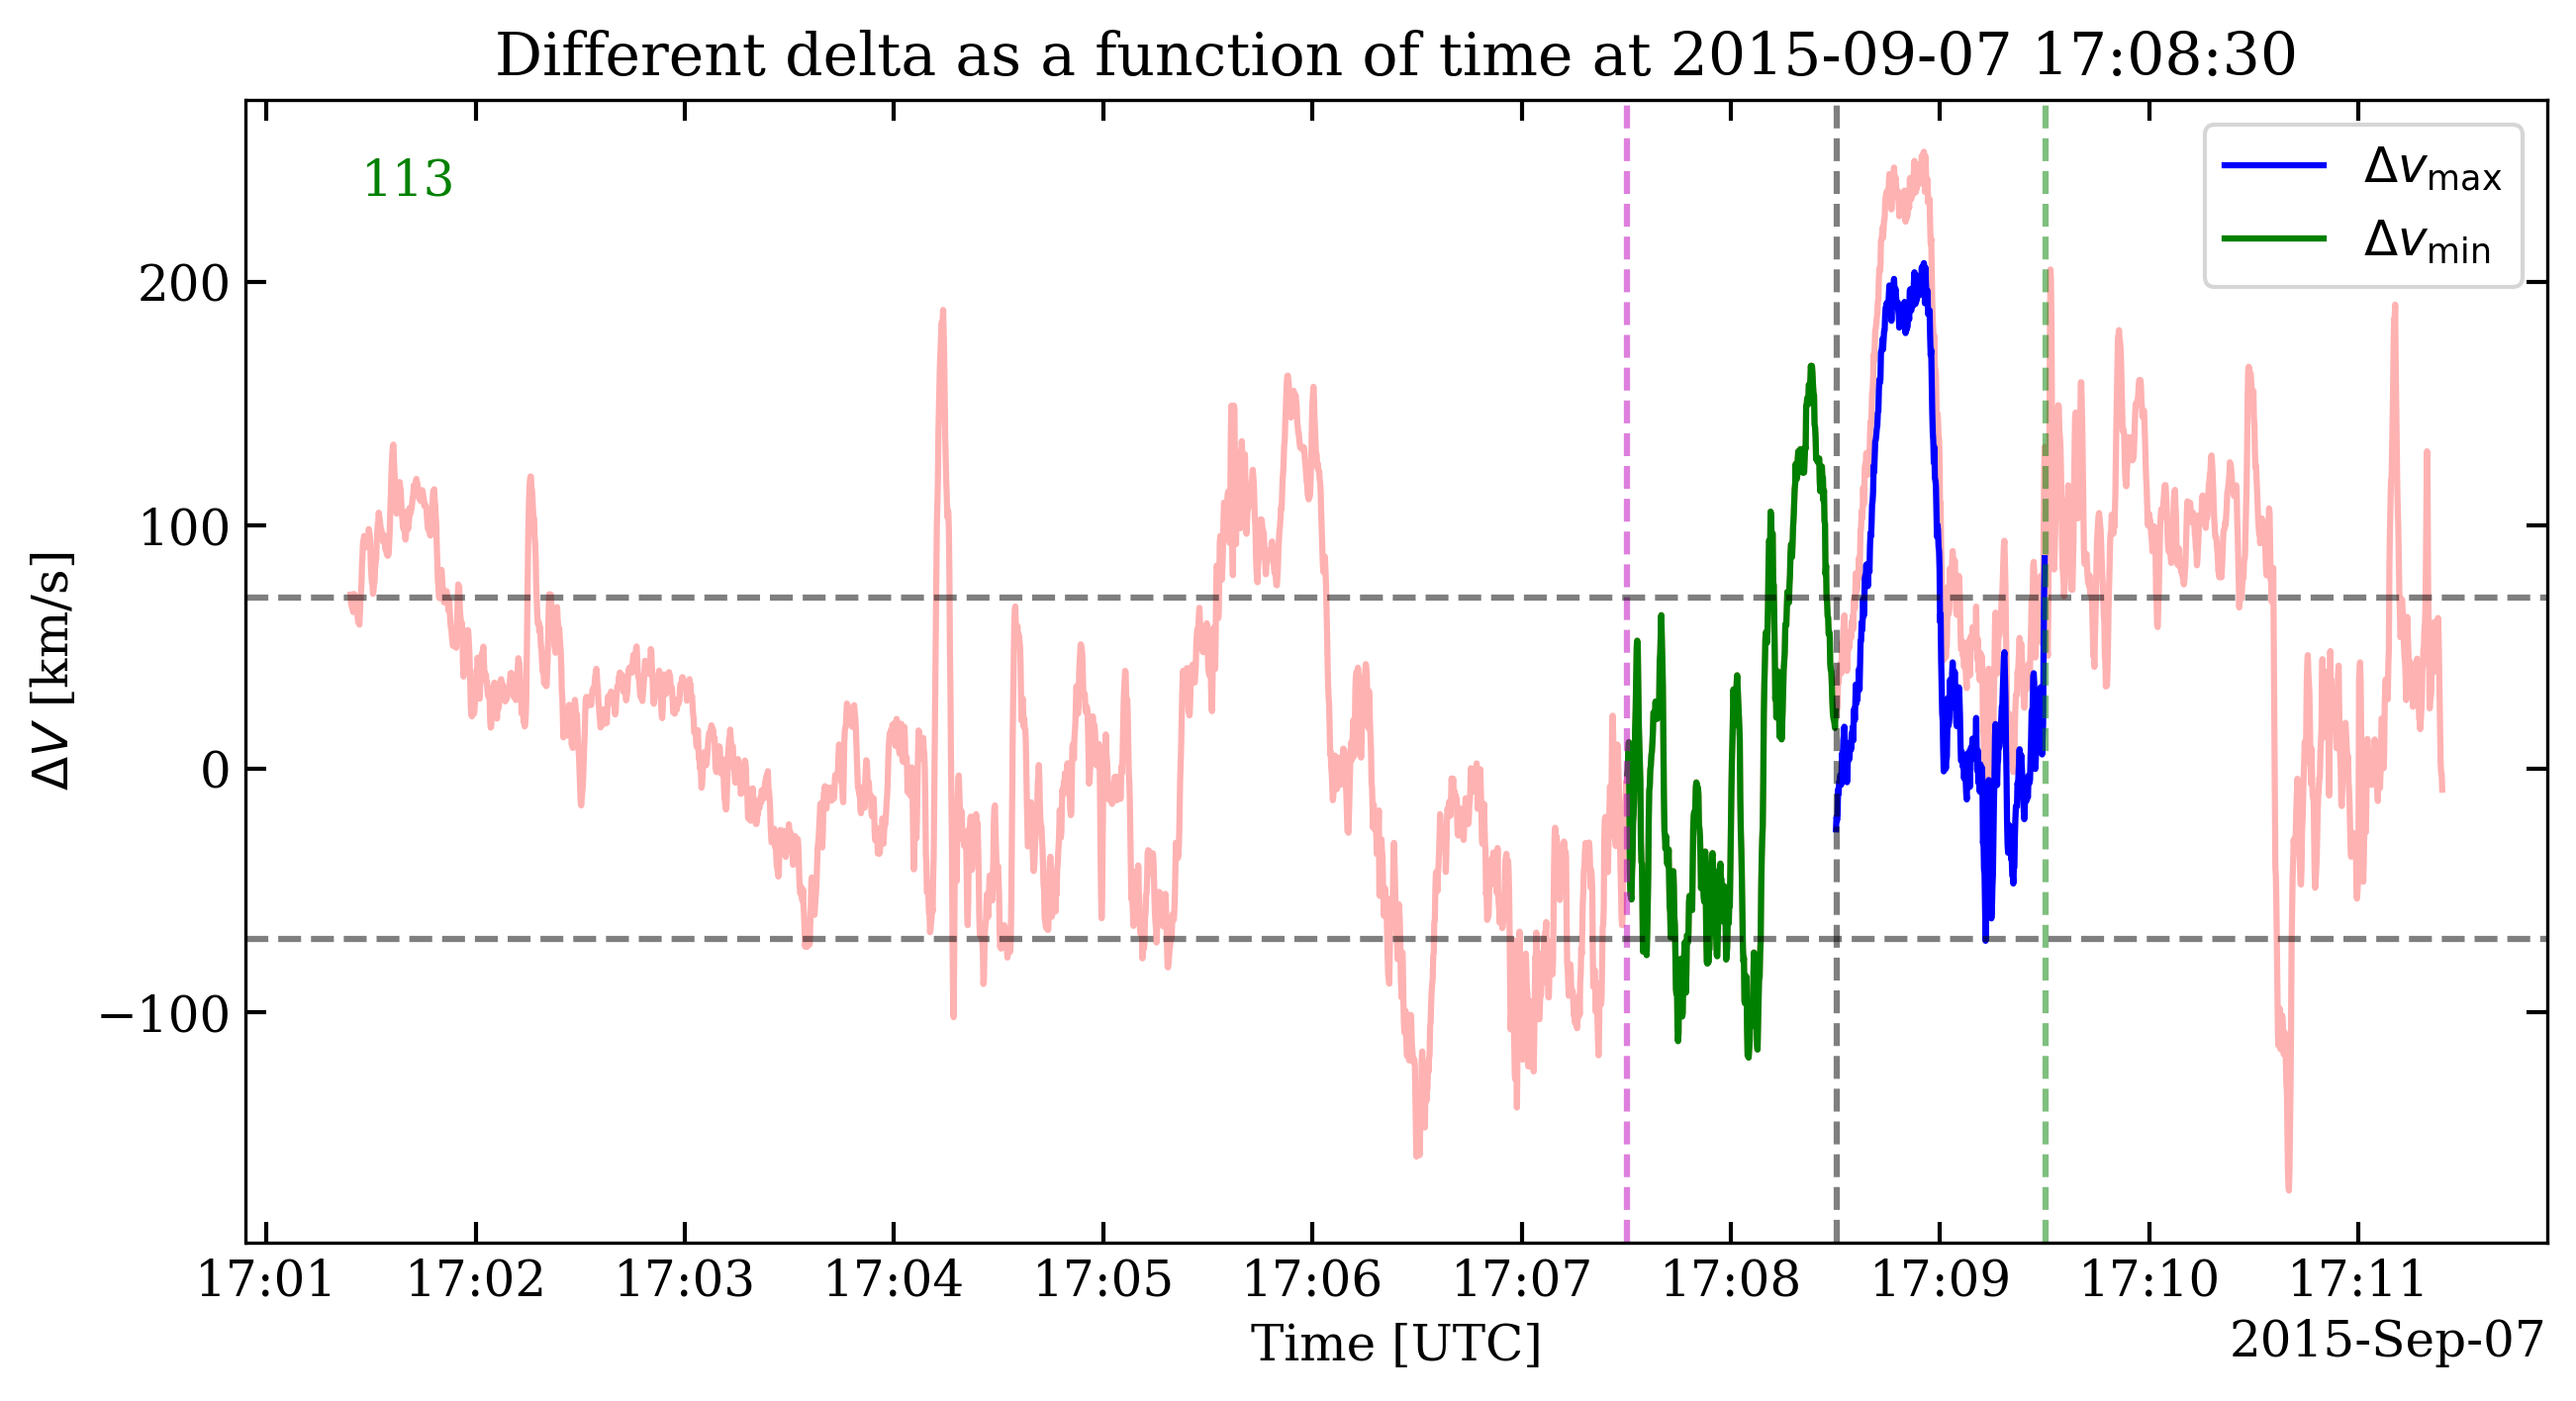 Different delta as a function of time at 2015-09-07 17:08:30
113
Δv_max
Δv_min
ΔV [km/s]
200
100
0
−100
17:01 17:02 17:03 17:04 17:05 17:06 17:07 17:08 17:09 17:10 17:11
Time [UTC]
2015-Sep-07